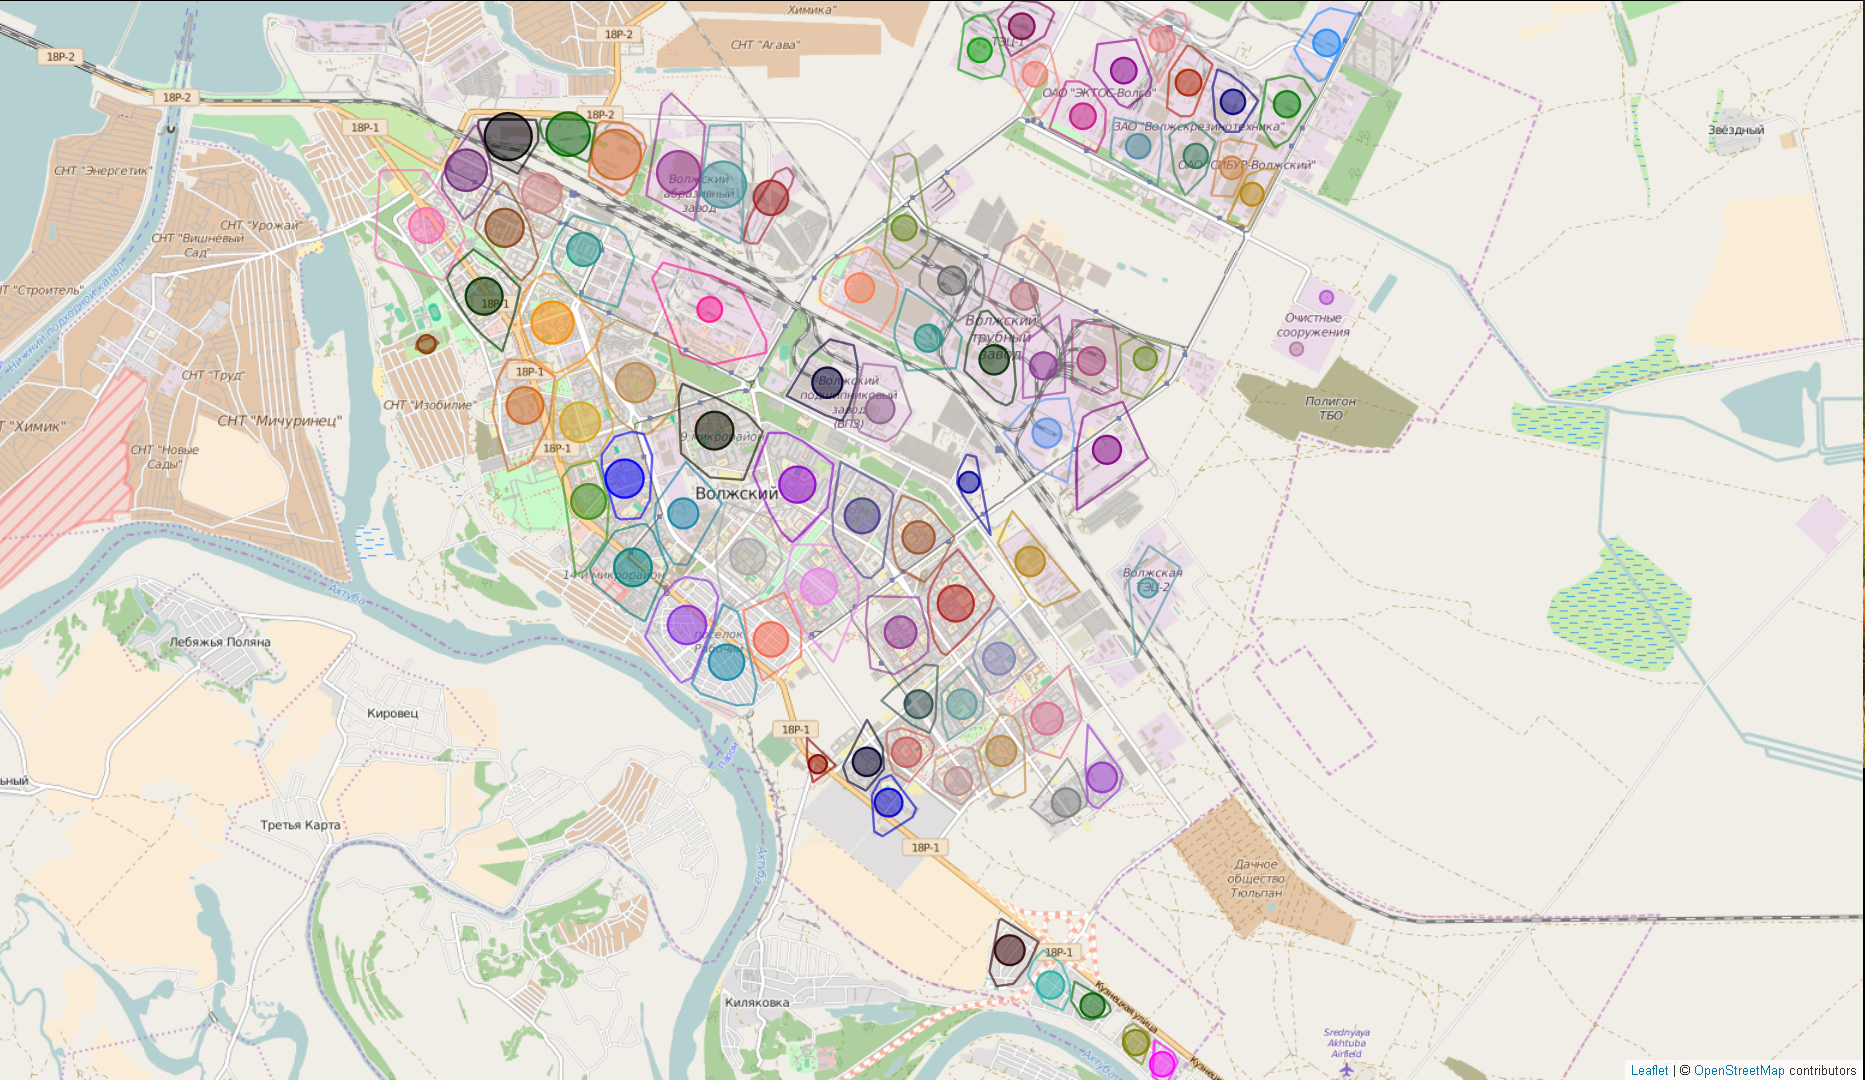 Химика"
18Р-2
СНТ "Агава"
ТЭЦ-1
18Р-2
18Р-2
ОАО "ЭКТОС-Волга"
18Р-2
18Р-1
ЗАО "Волжскрезинотехника"
Звёздный
СНТ "Энергетик"
ОАО "СИБУР-Волжский"
Волжский
абразивный
завод
СНТ "Урожай"
СНТ "Вишнёвый
Сад"
НТ "Строитель"
18Р-1
Нижний подходной канал
Очистные
сооружения
Волжский
трубный
завод
СНТ "Труд"
18Р-1
Волжский
подшипниковый
завод
(ВПЗ)
СНТ "Изобилие"
Полигон
ТБО
Т "Химик"
СНТ "Мичуринец"
СНТ "Новые
Сады"
18Р-1
9 микрорайон
Волжский
14-й микрорайон
Волжская
ТЭЦ-2
Ахтуба
Лебяжья Поляна
поселок
Рабочий
Кировец
18Р-1
Паром
ьный
Третья Карта
18Р-1
Ахтуба
Дачное
общество
Тюльпан
18Р-1
Киляковка
Кузнецкая улица
Srednyaya
Akhtuba
Airfield
Ахтуба
Кузнец
Leaflet | © OpenStreetMap contributors